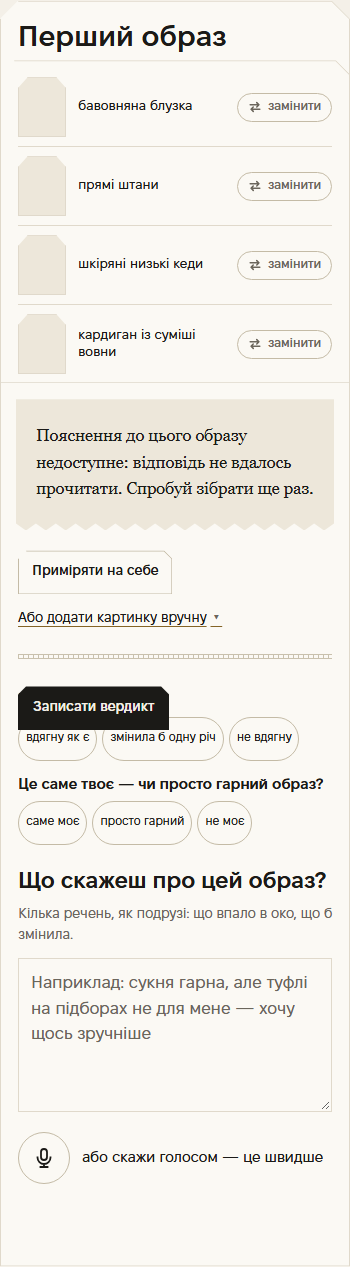 Перший образ
бавовняна блузка
замінити
прямі штани
замінити
шкіряні низькі кеди
замінити
кардиган із суміші
вовни
замінити
Пояснення до цього образу
недоступне: відповідь не вдалось
прочитати. Спробуй зібрати ще раз.
Приміряти на себе
Або додати картинку вручну
Записати вердикт
вдягну як є
змінила б одну річ
не вдягну
Це саме твоє — чи просто гарний образ?
саме моє
просто гарний
не моє
Що скажеш про цей образ?
Кілька речень, як подрузі: що впало в око, що б
змінила.
Наприклад: сукня гарна, але туфлі
на підборах не для мене — хочу
щось зручніше
або скажи голосом — це швидше